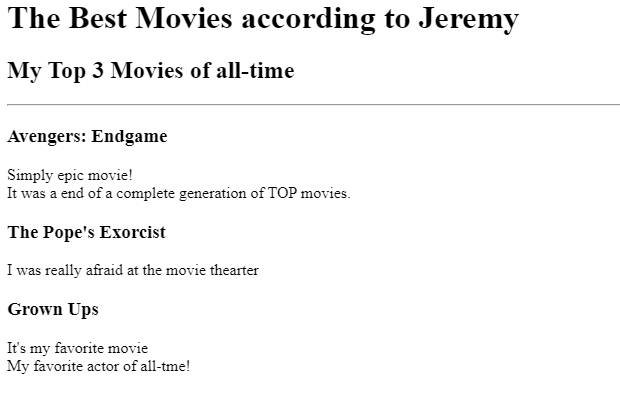 The Best Movies according to Jeremy
My Top 3 Movies of all-time
Avengers: Endgame
Simply epic movie!
It was a end of a complete generation of TOP movies.
The Pope's Exorcist
I was really afraid at the movie thearter
Grown Ups
It's my favorite movie
My favorite actor of all-tme!